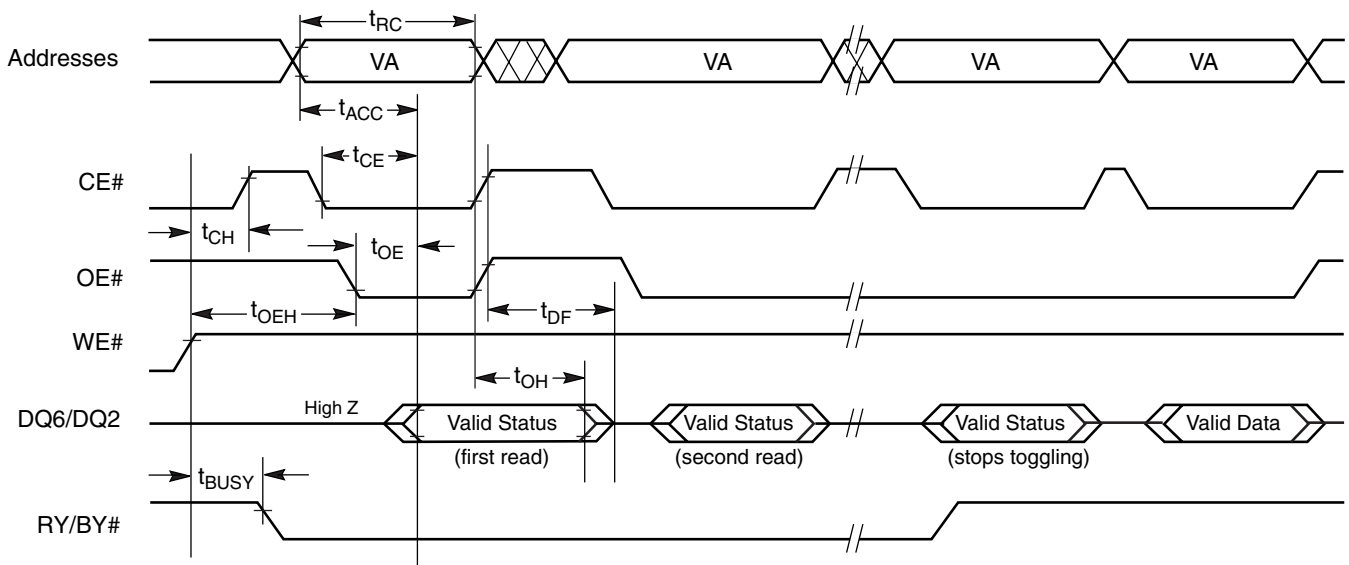 tRC
Addresses VA VA VA VA
tACC
tCE
CE#
tCH
tOE
OE#
tOEH
tDF
WE#
tOH
DQ6/DQ2 High Z Valid Status Valid Status Valid Status Valid Data
(first read) (second read) (stops toggling)
tBUSY
RY/BY#